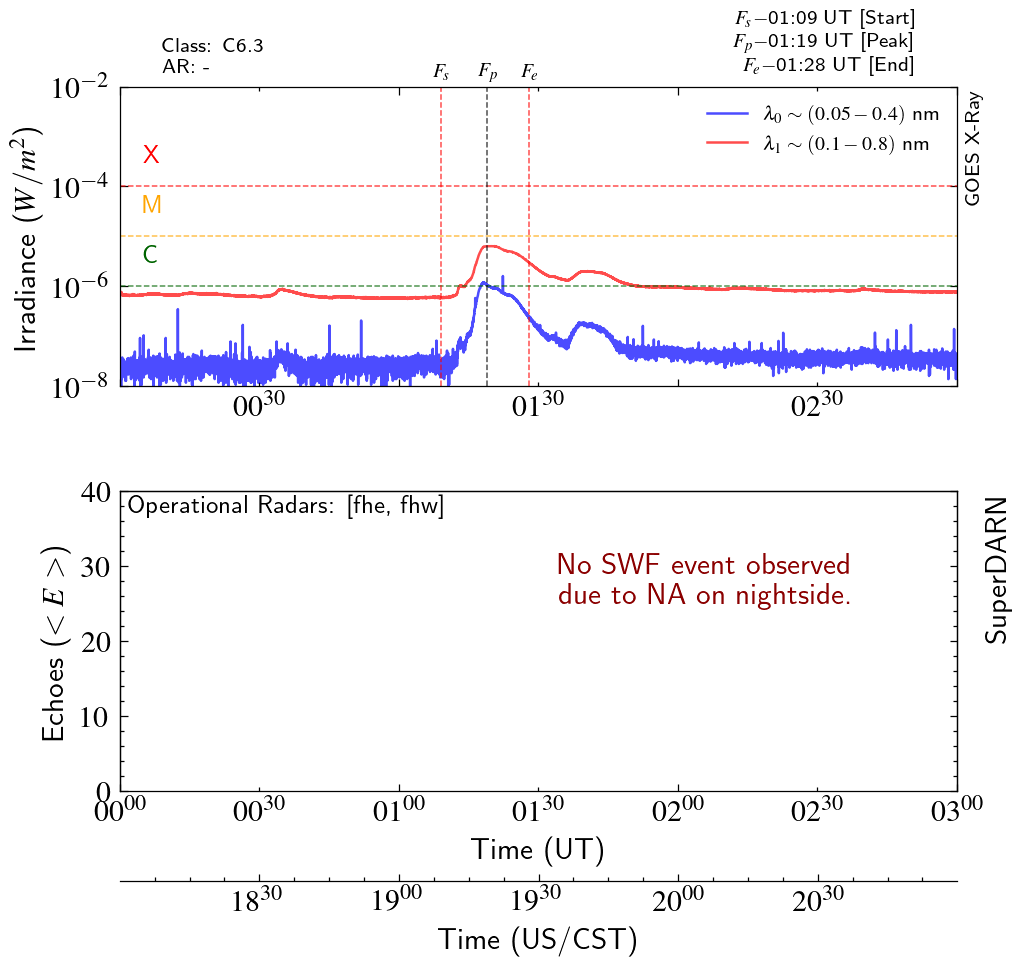 Class: C6.3
AR: -
F_s−01:09 UT [Start]
F_p−01:19 UT [Peak]
F_e−01:28 UT [End]
F_s F_p F_e
10^{−2}
10^{−4}
10^{−6}
10^{−8}
Irradiance (W/m^2)
X
M
C
λ_0 ∼ (0.05 − 0.4) nm
λ_1 ∼ (0.1 − 0.8) nm
GOES X-Ray
00^{30} 01^{30} 02^{30}
Operational Radars: [fhe, fhw]
No SWF event observed
due to NA on nightside.
40
30
20
10
0
Echoes (< E >)
SuperDARN
00^{00} 00^{30} 01^{00} 01^{30} 02^{00} 02^{30} 03^{00}
Time (UT)
18^{30} 19^{00} 19^{30} 20^{00} 20^{30}
Time (US/CST)